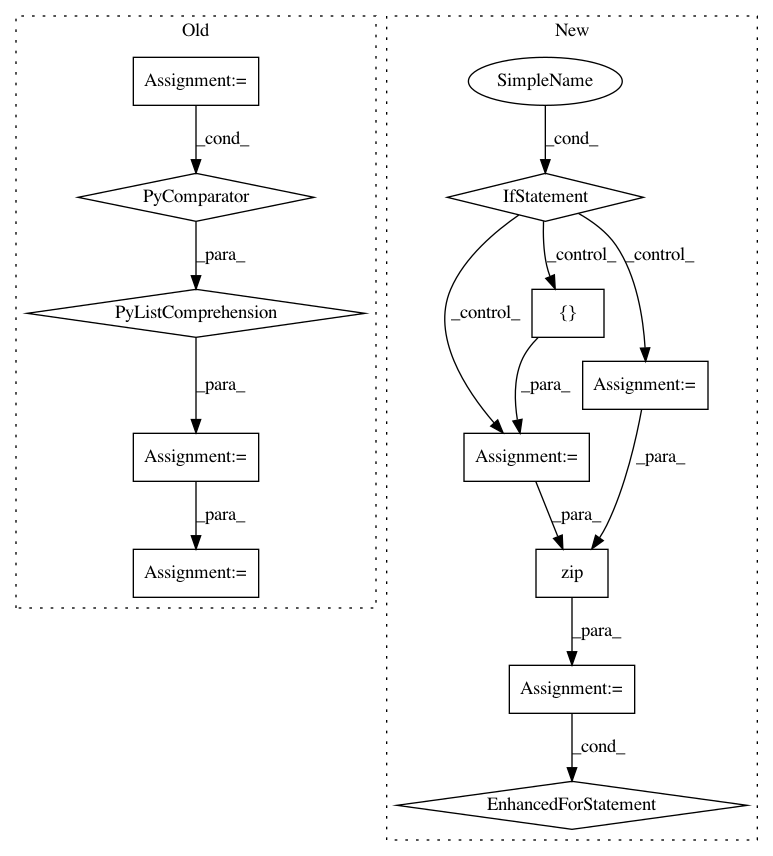 Old
New
Assignment:=
SimpleName
_cond_
_cond_
PyComparator
IfStatement
_para_
_control_
_control_
PyListComprehension
_control_
{}
_para_
_para_
Assignment:=
Assignment:=
Assignment:=
_para_
_para_
_para_
Assignment:=
zip
_para_
Assignment:=
_cond_
EnhancedForStatement